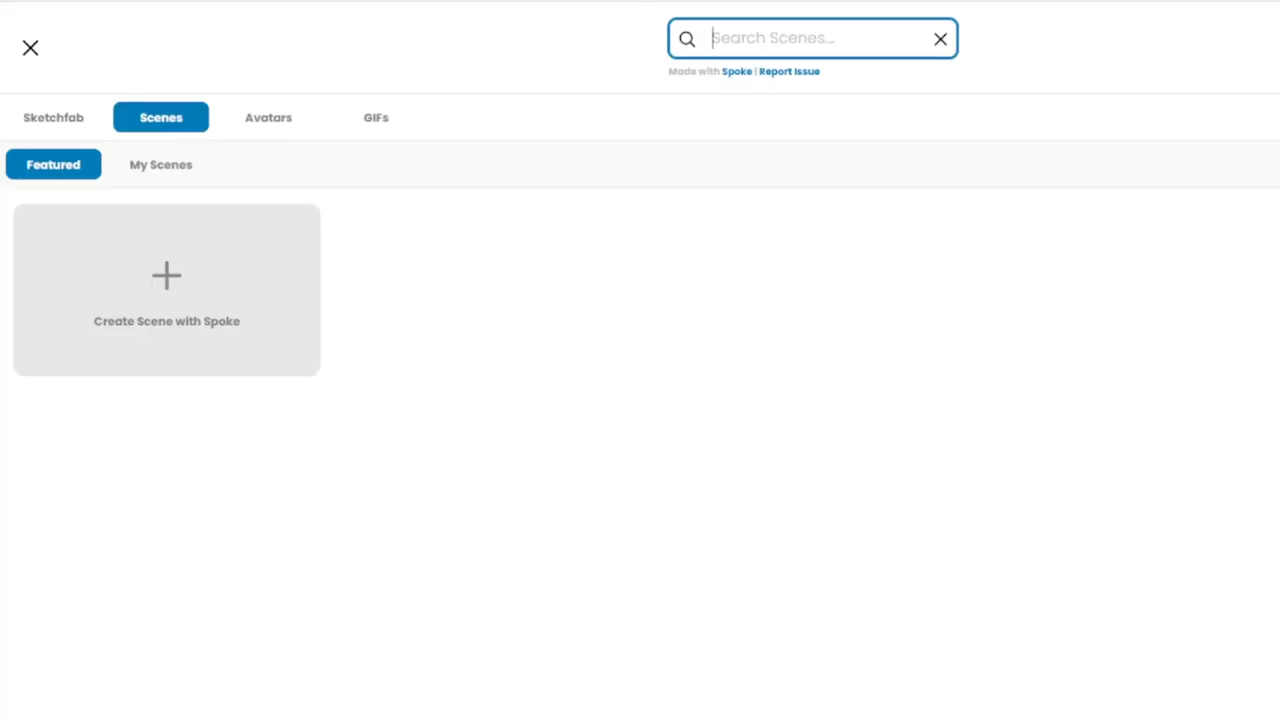 Search Scenes...
Made with Spoke | Report Issue
Sketchfab Scenes Avatars GIFs
Featured My Scenes
Create Scene with Spoke